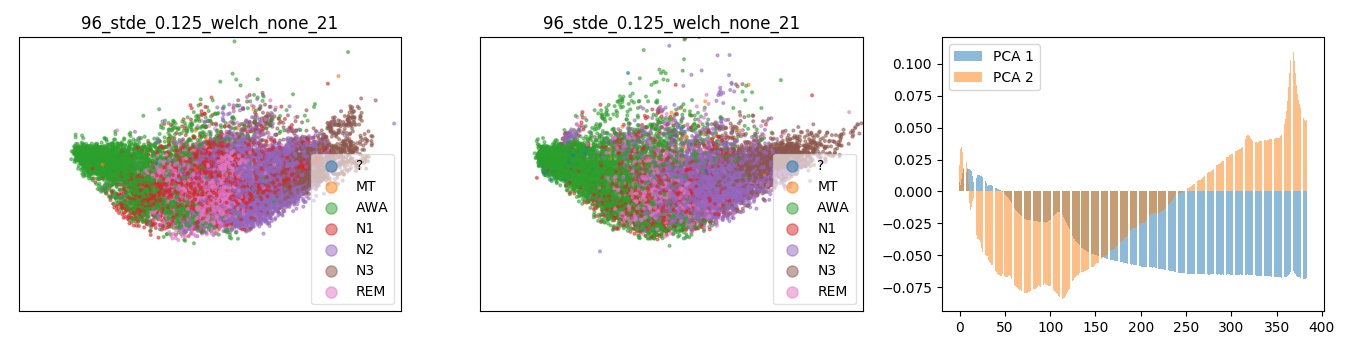 96_stde_0.125_welch_none_21
?
MT
AWA
N1
N2
N3
REM
96_stde_0.125_welch_none_21
?
MT
AWA
N1
N2
N3
REM
PCA 1
PCA 2
0.100
0.075
0.050
0.025
0.000
−0.025
−0.050
−0.075
0 50 100 150 200 250 300 350 400